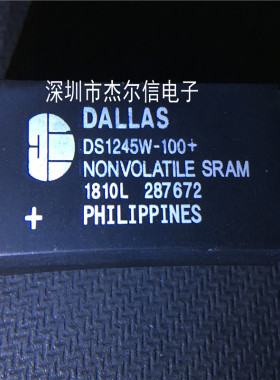 深圳市杰尔信电子
DALLAS
DS1245W-100+
NONVOLATILE SRAM
1810L 287672
+ PHILIPPINES